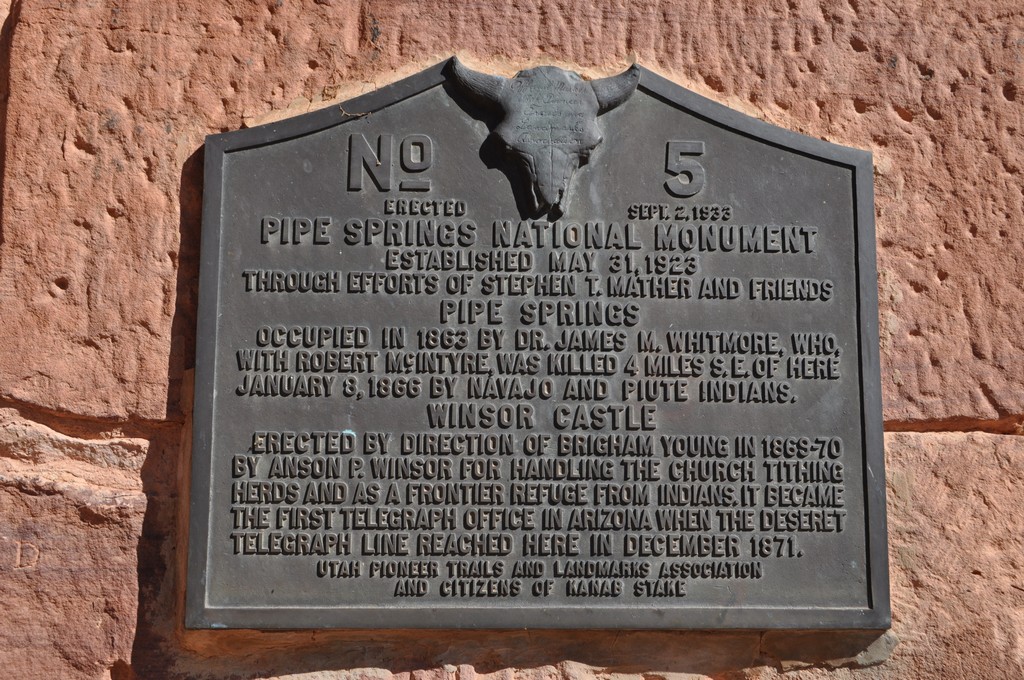 No 5
ERECTED SEPT. 2, 1933
PIPE SPRINGS NATIONAL MONUMENT
ESTABLISHED MAY 31, 1923
THROUGH EFFORTS OF STEPHEN T. MATHER AND FRIENDS
PIPE SPRINGS
OCCUPIED IN 1863 BY DR. JAMES M. WHITMORE, WHO,
WITH ROBERT McINTYRE, WAS KILLED 4 MILES S.E. OF HERE
JANUARY 8, 1866 BY NAVAJO AND PIUTE INDIANS.
WINSOR CASTLE
ERECTED BY DIRECTION OF BRIGHAM YOUNG IN 1869-70
BY ANSON P. WINSOR FOR HANDLING THE CHURCH TITHING
HERDS AND AS A FRONTIER REFUGE FROM INDIANS. IT BECAME
THE FIRST TELEGRAPH OFFICE IN ARIZONA WHEN THE DESERET
TELEGRAPH LINE REACHED HERE IN DECEMBER 1871.
UTAH PIONEER TRAILS AND LANDMARKS ASSOCIATION
AND CITIZENS OF KANAB STAKE